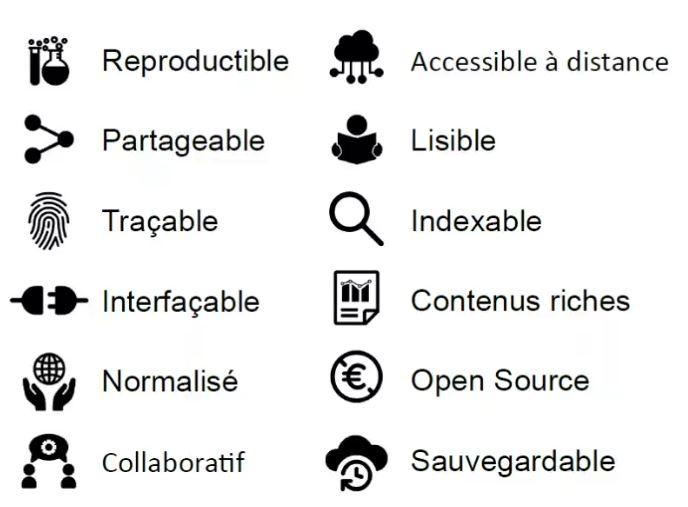 Reproductible
Accessible à distance
Partageable
Lisible
Traçable
Indexable
Interfaçable
Contenus riches
Normalisé
Open Source
Collaboratif
Sauvegardable